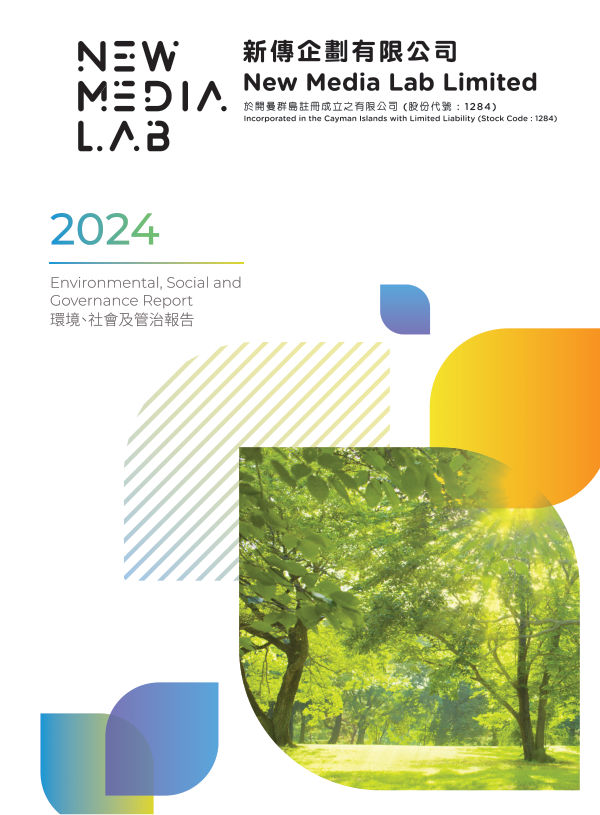 NEW
MEDIA
LAB
新傳企劃有限公司
New Media Lab Limited
於開曼群島註冊成立之有限公司 (股份代號：1284)
Incorporated in the Cayman Islands with Limited Liability (Stock Code : 1284)
2024
Environmental, Social and
Governance Report
環境、社會及管治報告